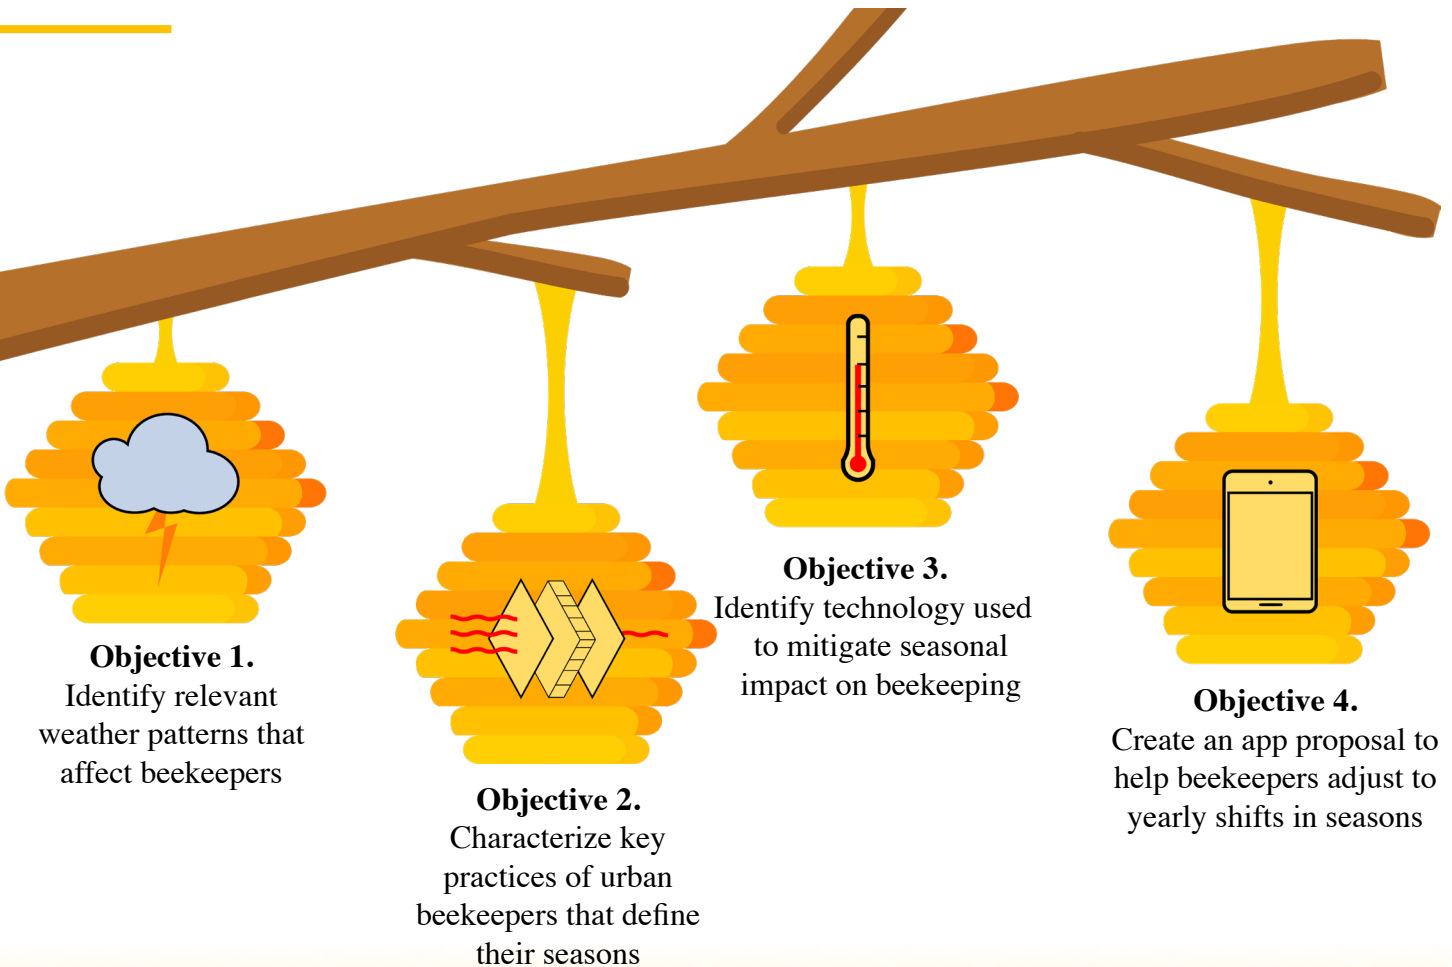 Objective 1.
Identify relevant
weather patterns that
affect beekeepers
Objective 2.
Characterize key
practices of urban
beekeepers that define
their seasons
Objective 3.
Identify technology used
to mitigate seasonal
impact on beekeeping
Objective 4.
Create an app proposal to
help beekeepers adjust to
yearly shifts in seasons